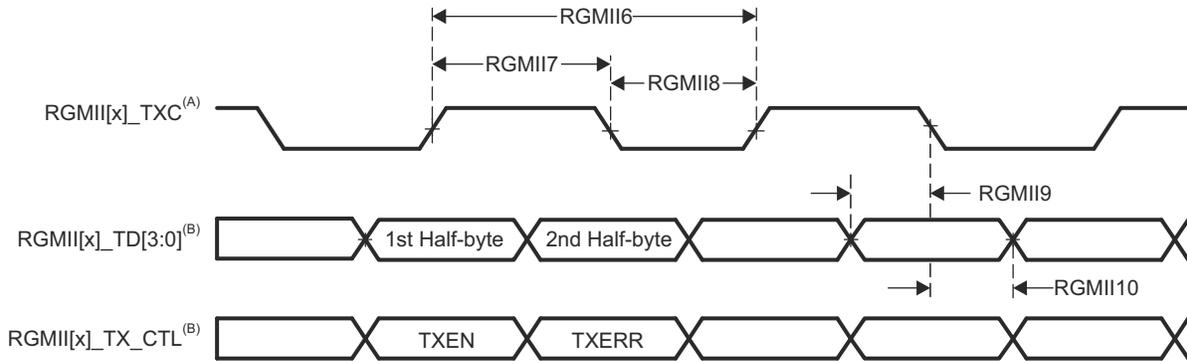 RGMII6
RGMII7
RGMII8
RGMII[x]_TXC(A)
RGMII9
RGMII[x]_TD[3:0](B)
1st Half-byte
2nd Half-byte
RGMII10
RGMII[x]_TX_CTL(B)
TXEN
TXERR